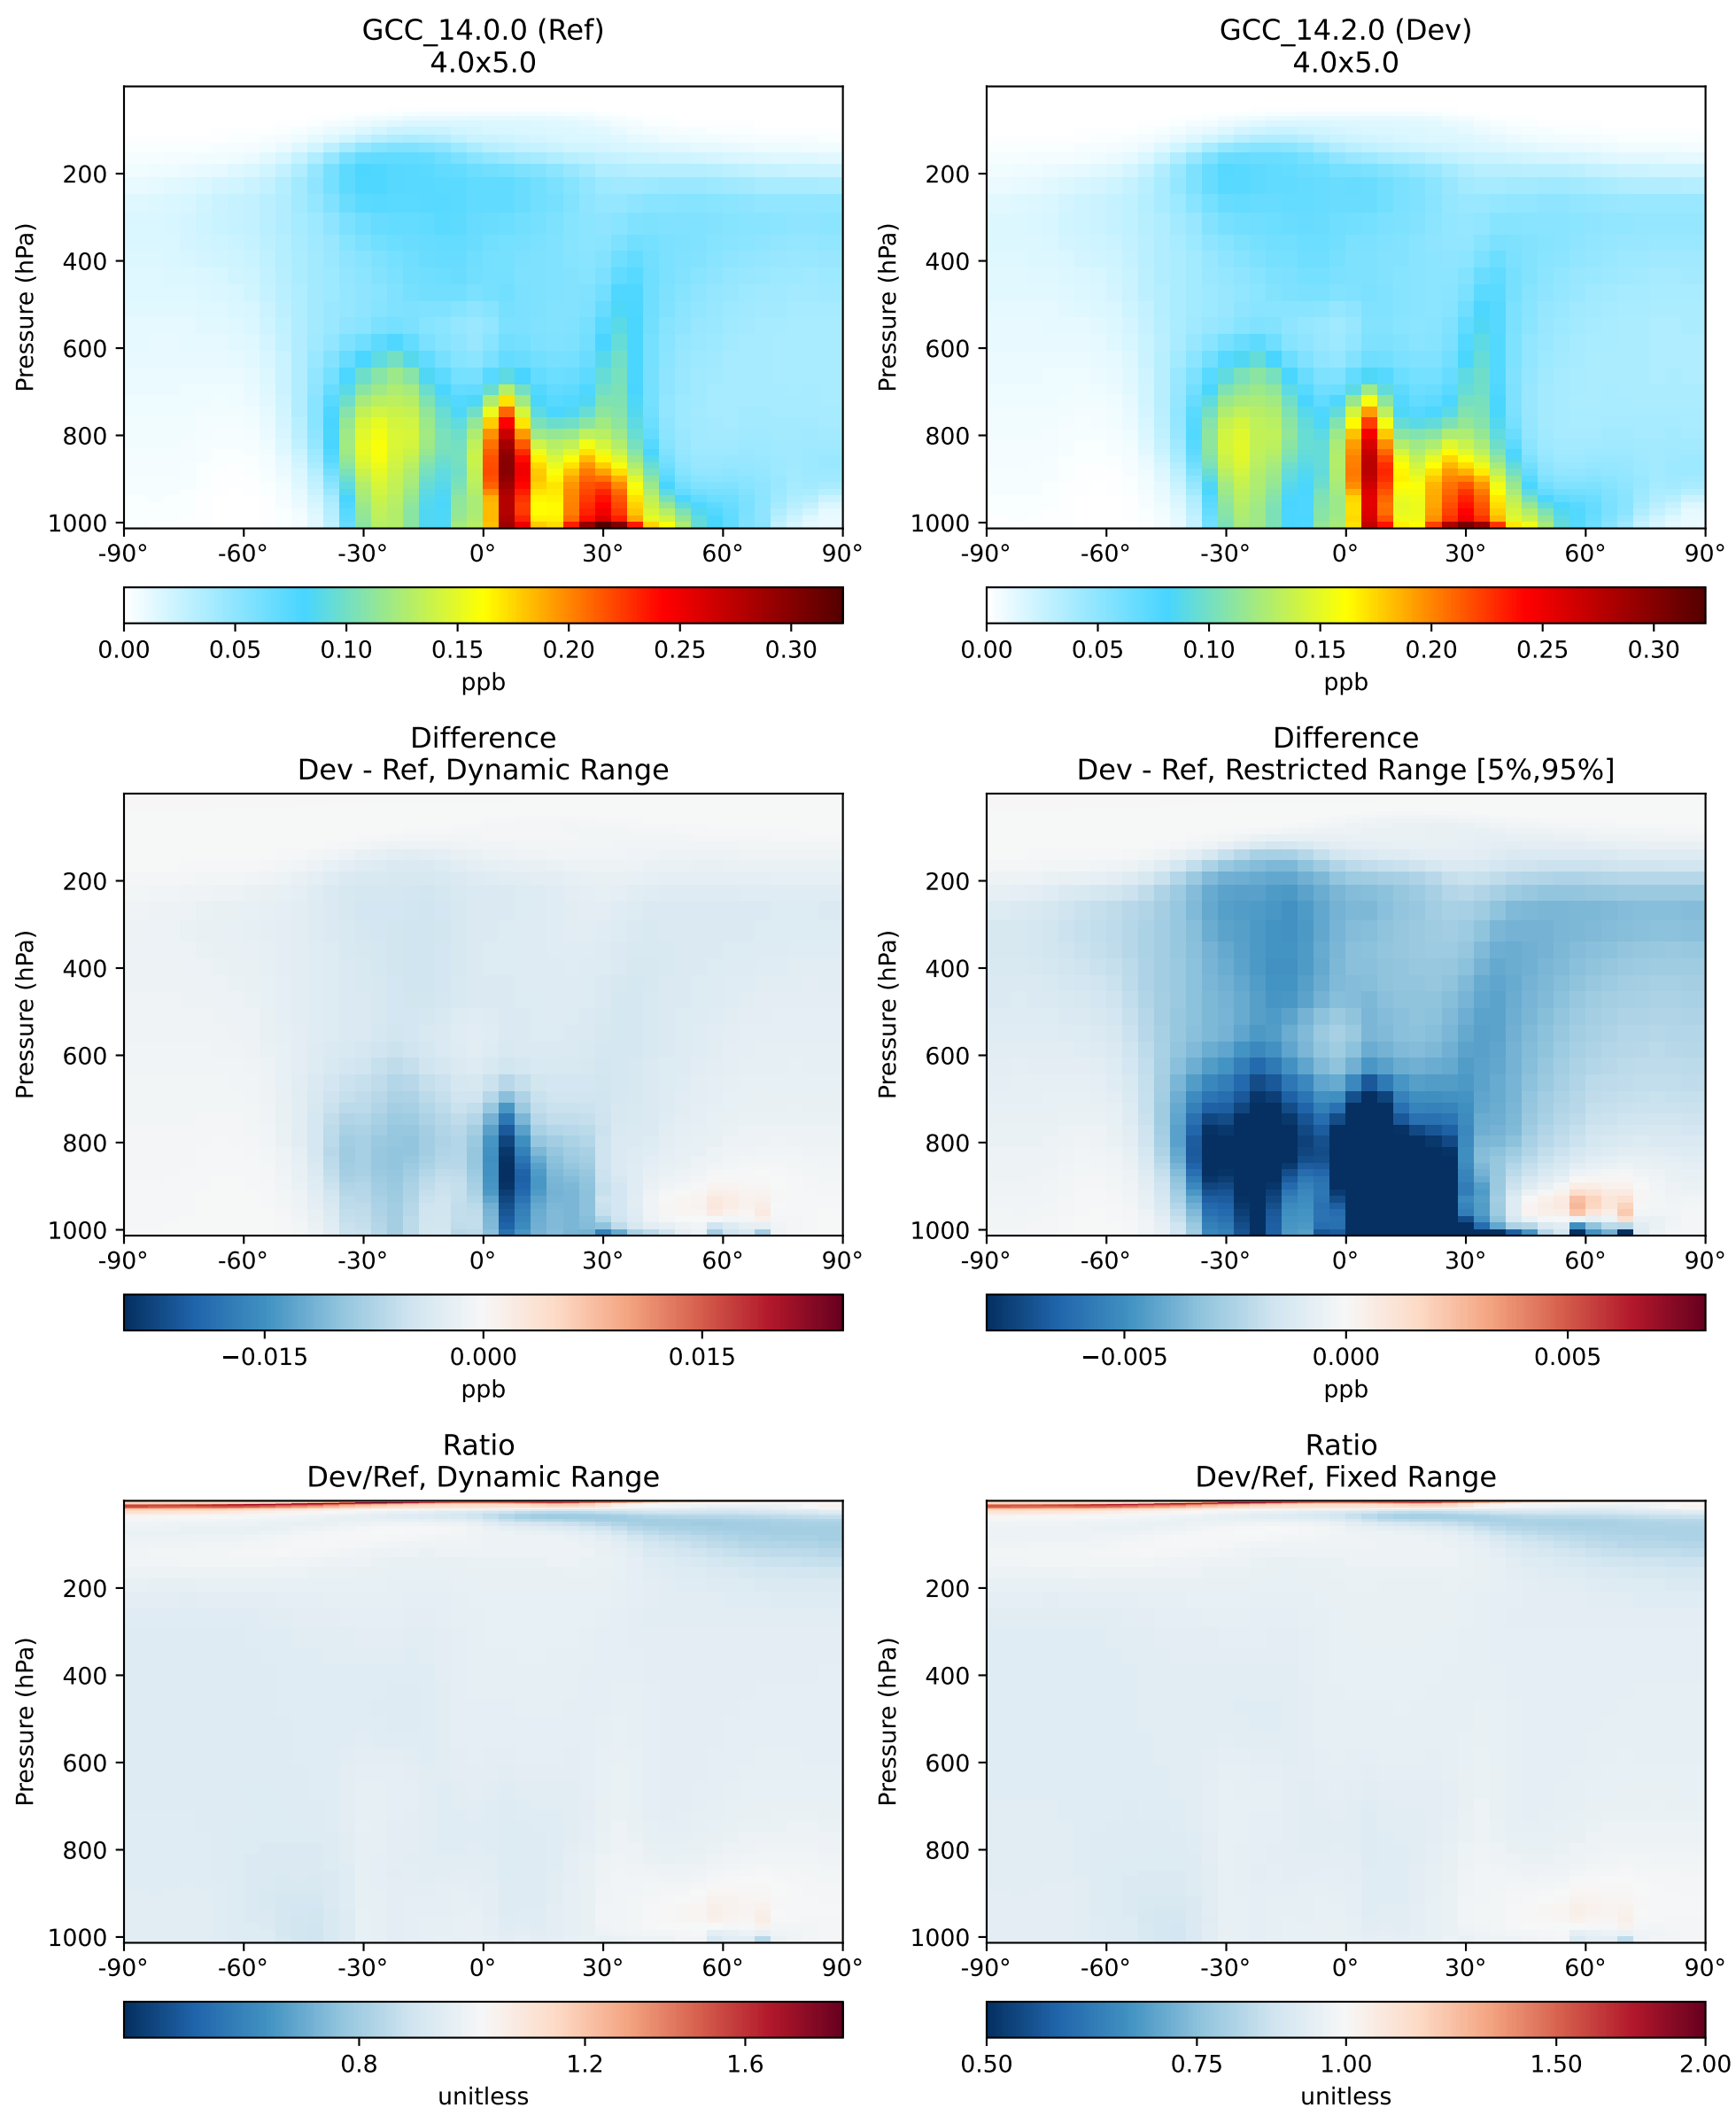 GCC_14.0.0 (Ref)
4.0x5.0
Pressure (hPa)
200
400
600
800
1000
-90° -60° -30° 0° 30° 60° 90°
0.00 0.05 0.10 0.15 0.20 0.25 0.30
ppb
GCC_14.2.0 (Dev)
4.0x5.0
Pressure (hPa)
200
400
600
800
1000
-90° -60° -30° 0° 30° 60° 90°
0.00 0.05 0.10 0.15 0.20 0.25 0.30
ppb
Difference
Dev - Ref, Dynamic Range
Pressure (hPa)
200
400
600
800
1000
-90° -60° -30° 0° 30° 60° 90°
−0.015 0.000 0.015
ppb
Difference
Dev - Ref, Restricted Range [5%,95%]
Pressure (hPa)
200
400
600
800
1000
-90° -60° -30° 0° 30° 60° 90°
−0.005 0.000 0.005
ppb
Ratio
Dev/Ref, Dynamic Range
Pressure (hPa)
200
400
600
800
1000
-90° -60° -30° 0° 30° 60° 90°
0.8 1.2 1.6
unitless
Ratio
Dev/Ref, Fixed Range
Pressure (hPa)
200
400
600
800
1000
-90° -60° -30° 0° 30° 60° 90°
0.50 0.75 1.00 1.50 2.00
unitless